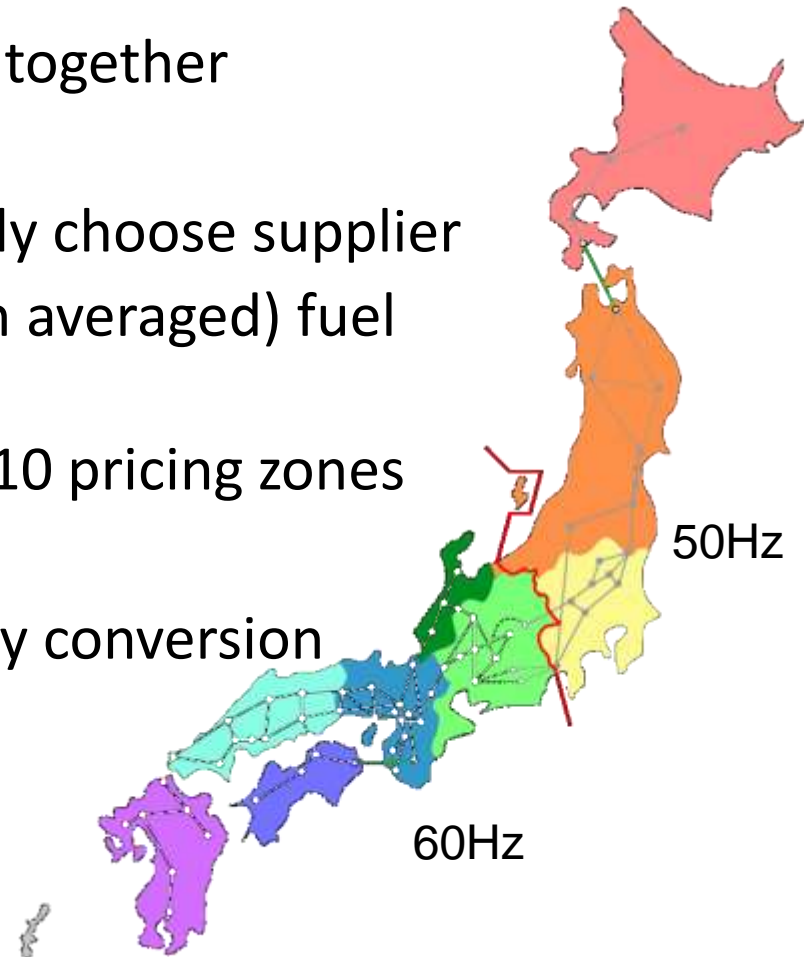 together
ly choose supplier
n averaged) fuel
10 pricing zones
50Hz
y conversion
60Hz